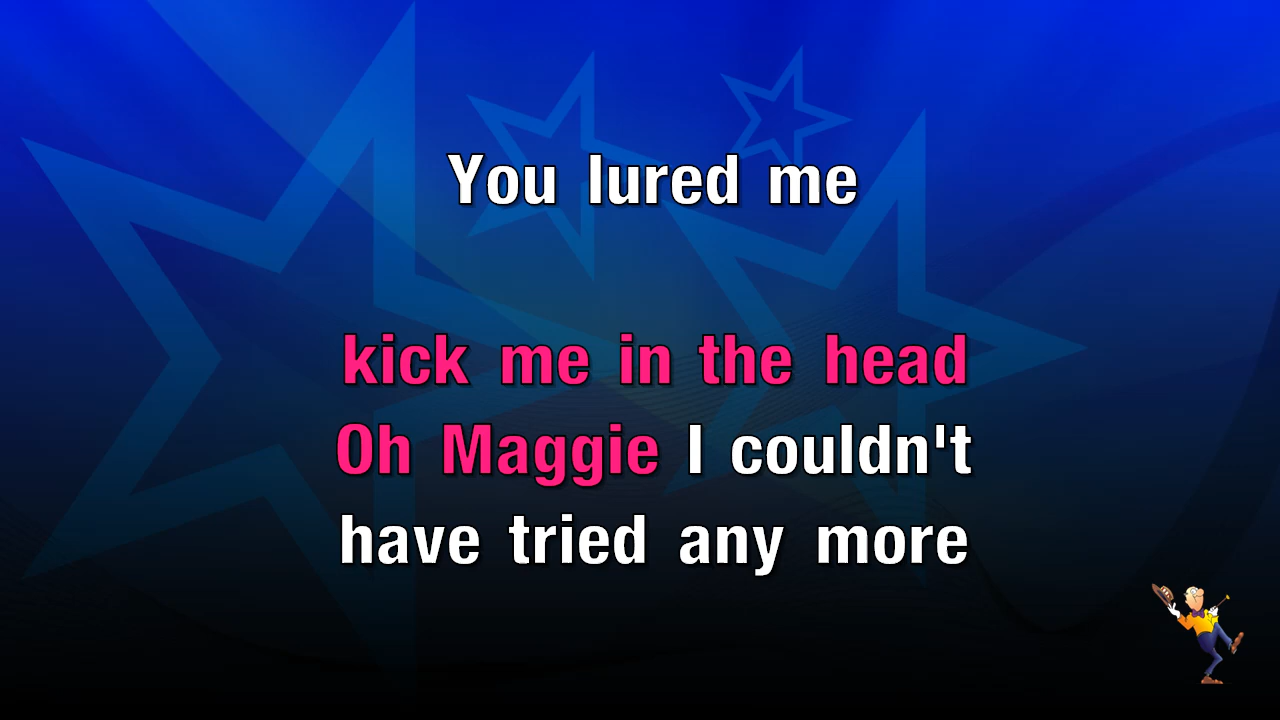 You lured me
kick me in the head
Oh Maggie I couldn't
have tried any more